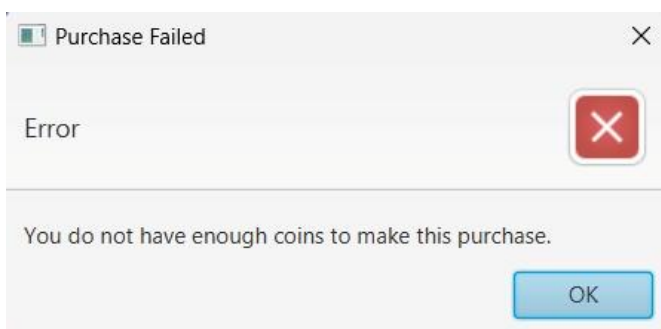 Purchase Failed
Error
You do not have enough coins to make this purchase.
OK